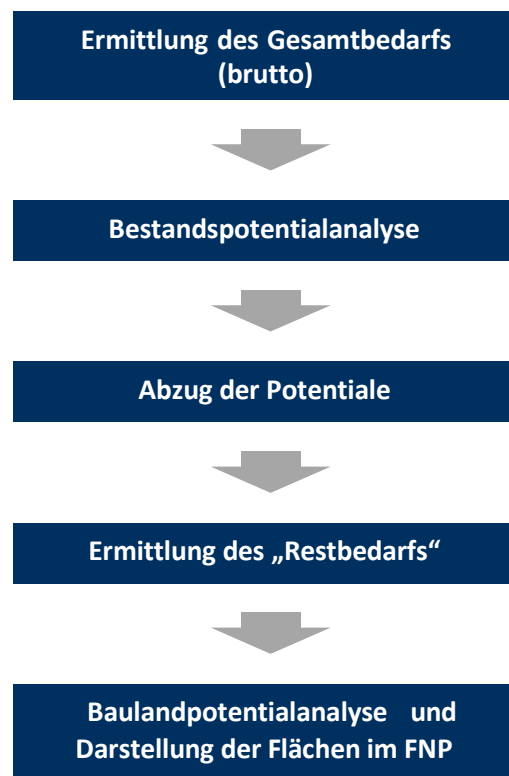 Ermittlung des Gesamtbedarfs
(brutto)
Bestandspotentialanalyse
Abzug der Potentiale
Ermittlung des „Restbedarfs“
Baulandpotentialanalyse und
Darstellung der Flächen im FNP